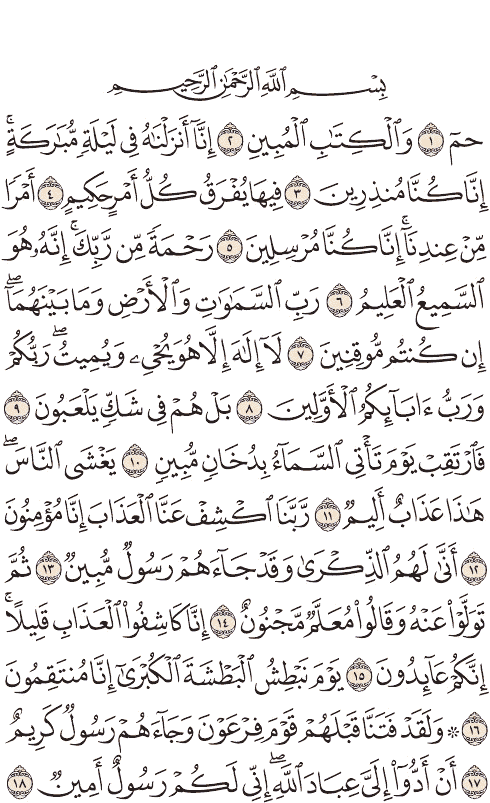 بِسْمِ اللَّهِ الرَّحْمَٰنِ الرَّحِيمِ
حمٓ ١ وَٱلْكِتَٰبِ ٱلْمُبِينِ ٢ إِنَّآ أَنزَلْنَٰهُ فِى لَيْلَةٍ مُّبَٰرَكَةٍ ۚ
إِنَّا كُنَّا مُنذِرِينَ ٣ فِيهَا يُفْرَقُ كُلُّ أَمْرٍ حَكِيمٍ ٤ أَمْرًا
مِّنْ عِندِنَآ ۚ إِنَّا كُنَّا مُرْسِلِينَ ٥ رَحْمَةً مِّن رَّبِّكَ ۚ إِنَّهُۥ هُوَ
ٱلسَّمِيعُ ٱلْعَلِيمُ ٦ رَبِّ ٱلسَّمَٰوَٰتِ وَٱلْأَرْضِ وَمَا بَيْنَهُمَآ ۖ
إِن كُنتُم مُّوقِنِينَ ٧ لَآ إِلَٰهَ إِلَّا هُوَ يُحْىِۦ وَيُمِيتُ ۖ رَبُّكُمْ
وَرَبُّ ءَابَآئِكُمُ ٱلْأَوَّلِينَ ٨ بَلْ هُمْ فِى شَكٍّ يَلْعَبُونَ ٩
فَٱرْتَقِبْ يَوْمَ تَأْتِى ٱلسَّمَآءُ بِدُخَانٍ مُّبِينٍ ١٠ يَغْشَى ٱلنَّاسَ ۖ
هَٰذَا عَذَابٌ أَلِيمٌ ١١ رَّبَّنَا ٱكْشِفْ عَنَّا ٱلْعَذَابَ إِنَّا مُؤْمِنُونَ
١٢ أَنَّىٰ لَهُمُ ٱلذِّكْرَىٰ وَقَدْ جَآءَهُمْ رَسُولٌ مُّبِينٌ ١٣ ثُمَّ
تَوَلَّوْا۟ عَنْهُ وَقَالُوا۟ مُعَلَّمٌ مَّجْنُونٌ ١٤ إِنَّا كَاشِفُوا۟ ٱلْعَذَابِ قَلِيلًا ۚ
إِنَّكُمْ عَآئِدُونَ ١٥ يَوْمَ نَبْطِشُ ٱلْبَطْشَةَ ٱلْكُبْرَىٰٓ إِنَّا مُنتَقِمُونَ
١٦ ۞ وَلَقَدْ فَتَنَّا قَبْلَهُمْ قَوْمَ فِرْعَوْنَ وَجَآءَهُمْ رَسُولٌ كَرِيمٌ
١٧ أَنْ أَدُّوٓا۟ إِلَىَّ عِبَادَ ٱللَّهِ ۖ إِنِّى لَكُمْ رَسُولٌ أَمِينٌ ١٨